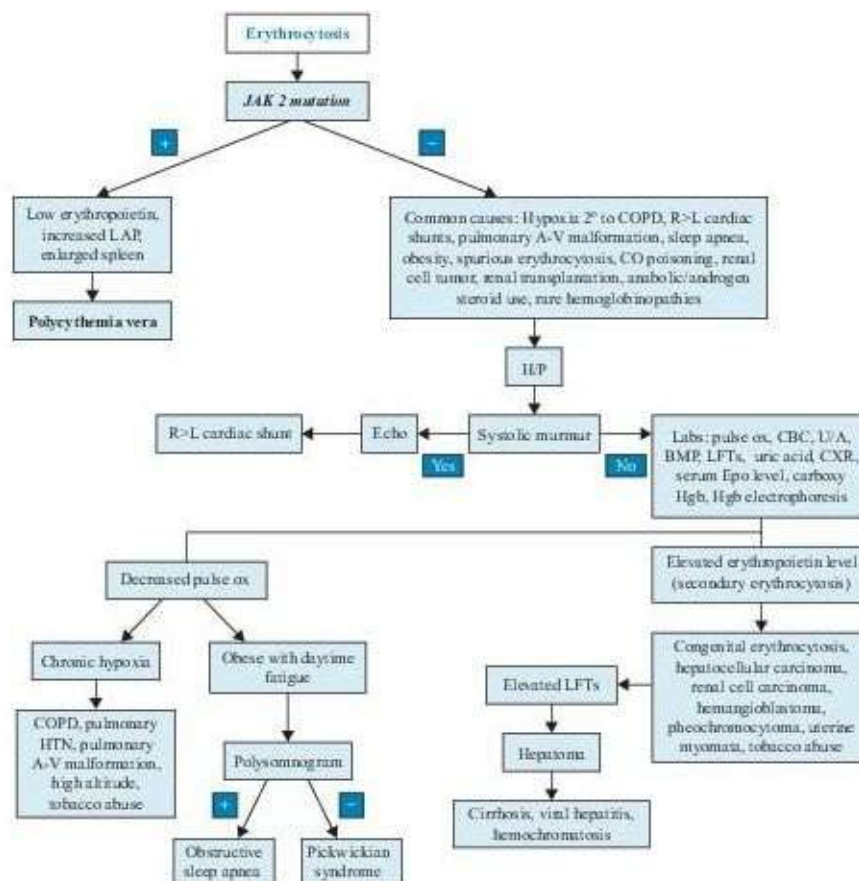 Erythrocytosis
JAK 2 mutation
+
−
Low erythropoietin,
increased LAP,
enlarged spleen
Polycythemia vera
Common causes: Hypoxia 2º to COPD, R>L cardiac
shunts, pulmonary A-V malformation, sleep apnea,
obesity, spurious erythrocytosis, CO poisoning, renal
cell tumor, renal transplantation, anabolic/androgen
steroid use, rare hemoglobinopathies
H/P
R>L cardiac shunt
Echo
Systolic murmur
Yes
No
Labs: pulse ox, CBC, U/A,
BMP, LFTs, uric acid, CXR,
serum Epo level, carboxy
Hgb, Hgb electrophoresis
Decreased pulse ox
Elevated erythropoietin level
(secondary erythrocytosis)
Chronic hypoxia
Obese with daytime
fatigue
Elevated LFTs
Congenital erythrocytosis,
hepatocellular carcinoma,
renal cell carcinoma,
hemangioblastoma,
pheochromocytoma, uterine
myomata, tobacco abuse
COPD, pulmonary
HTN, pulmonary
A-V malformation,
high altitude,
tobacco abuse
Polysomnogram
Hepatoma
+
−
Cirrhosis, viral hepatitis,
hemochromatosis
Obstructive
sleep apnea
Pickwickian
syndrome